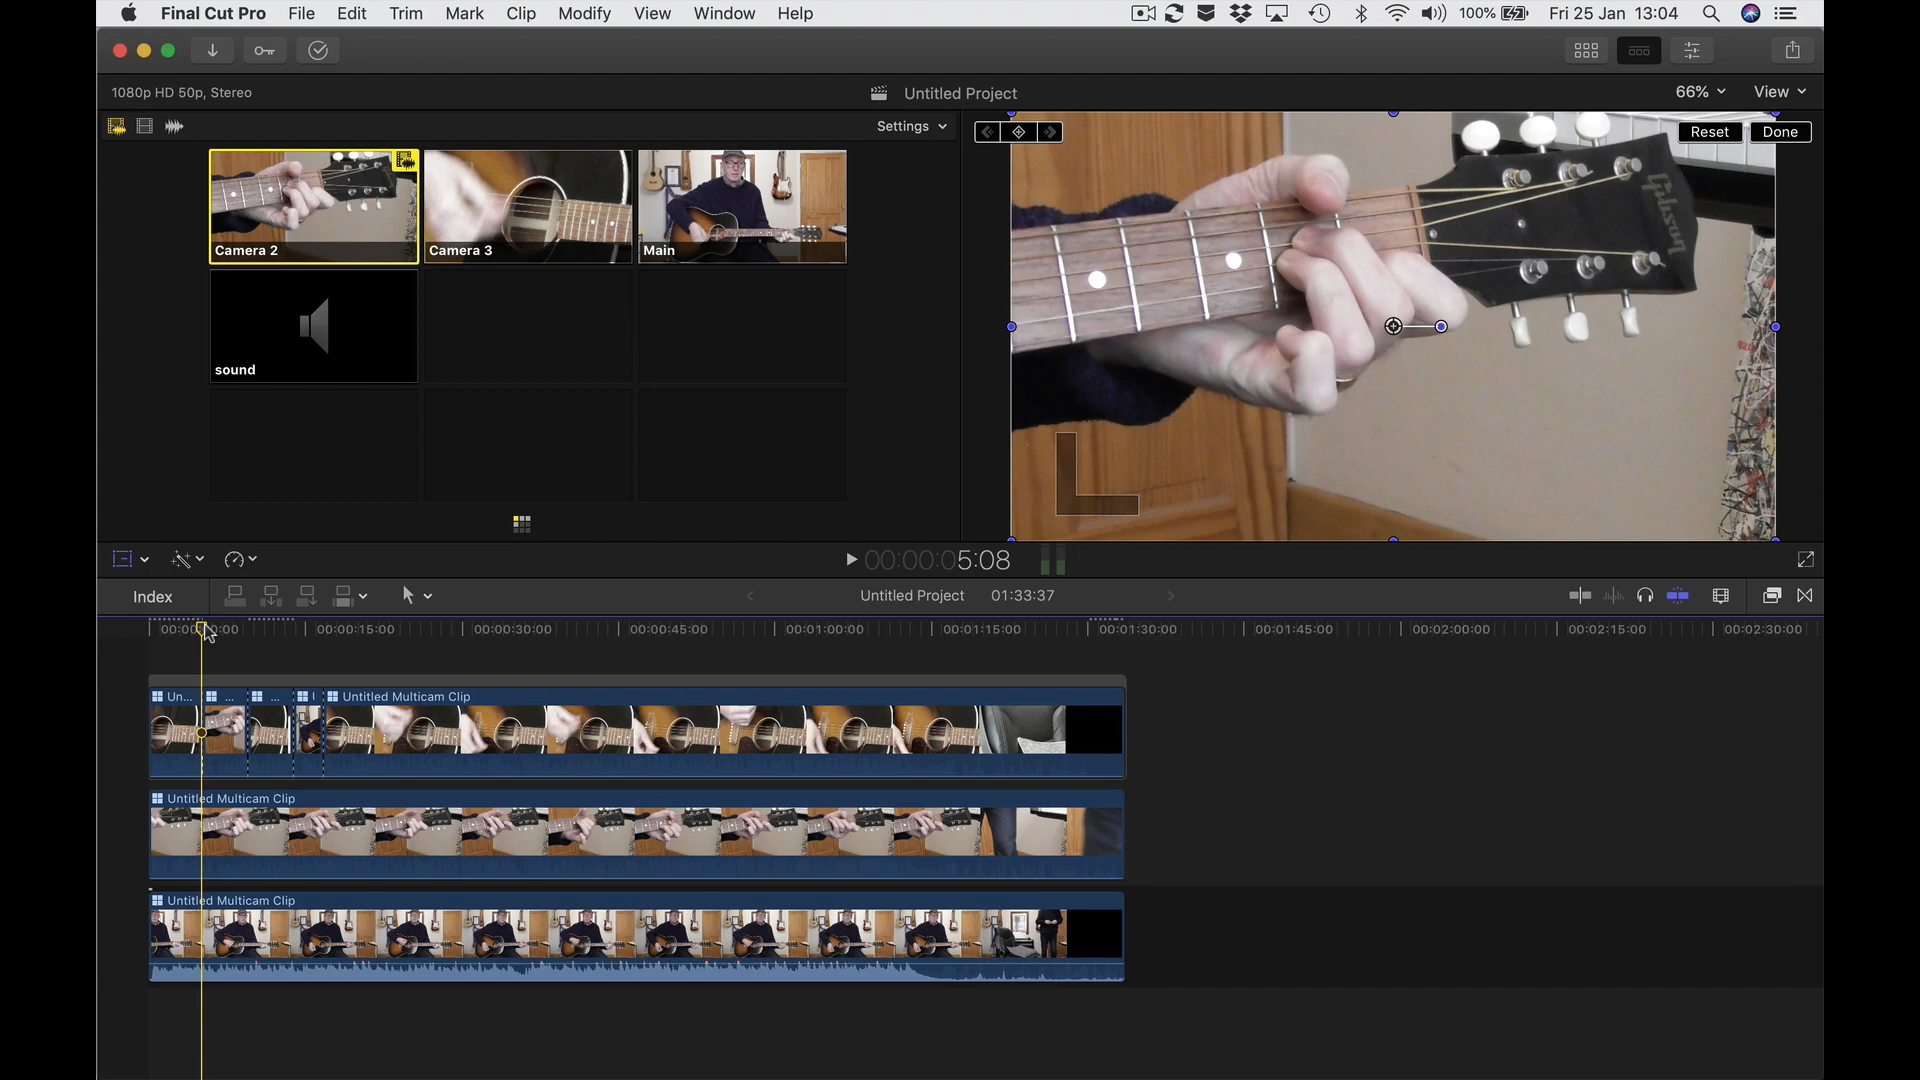 Final Cut Pro File Edit Trim Mark Clip Modify View Window Help 100% Fri 25 Jan 13:04
1080p HD 50p, Stereo Untitled Project 66% View
Settings
Reset Done
Camera 2 Camera 3 Main
Gibson
sound
00:00:05:08
Index Untitled Project 01:33:37
00:00:15:00 00:00:30:00 00:00:45:00 00:01:00:00 00:01:15:00 00:01:30:00 00:01:45:00 00:02:00:00 00:02:15:00 00:02:30:00
Un... ... ... Untitled Multicam Clip
Untitled Multicam Clip
Untitled Multicam Clip